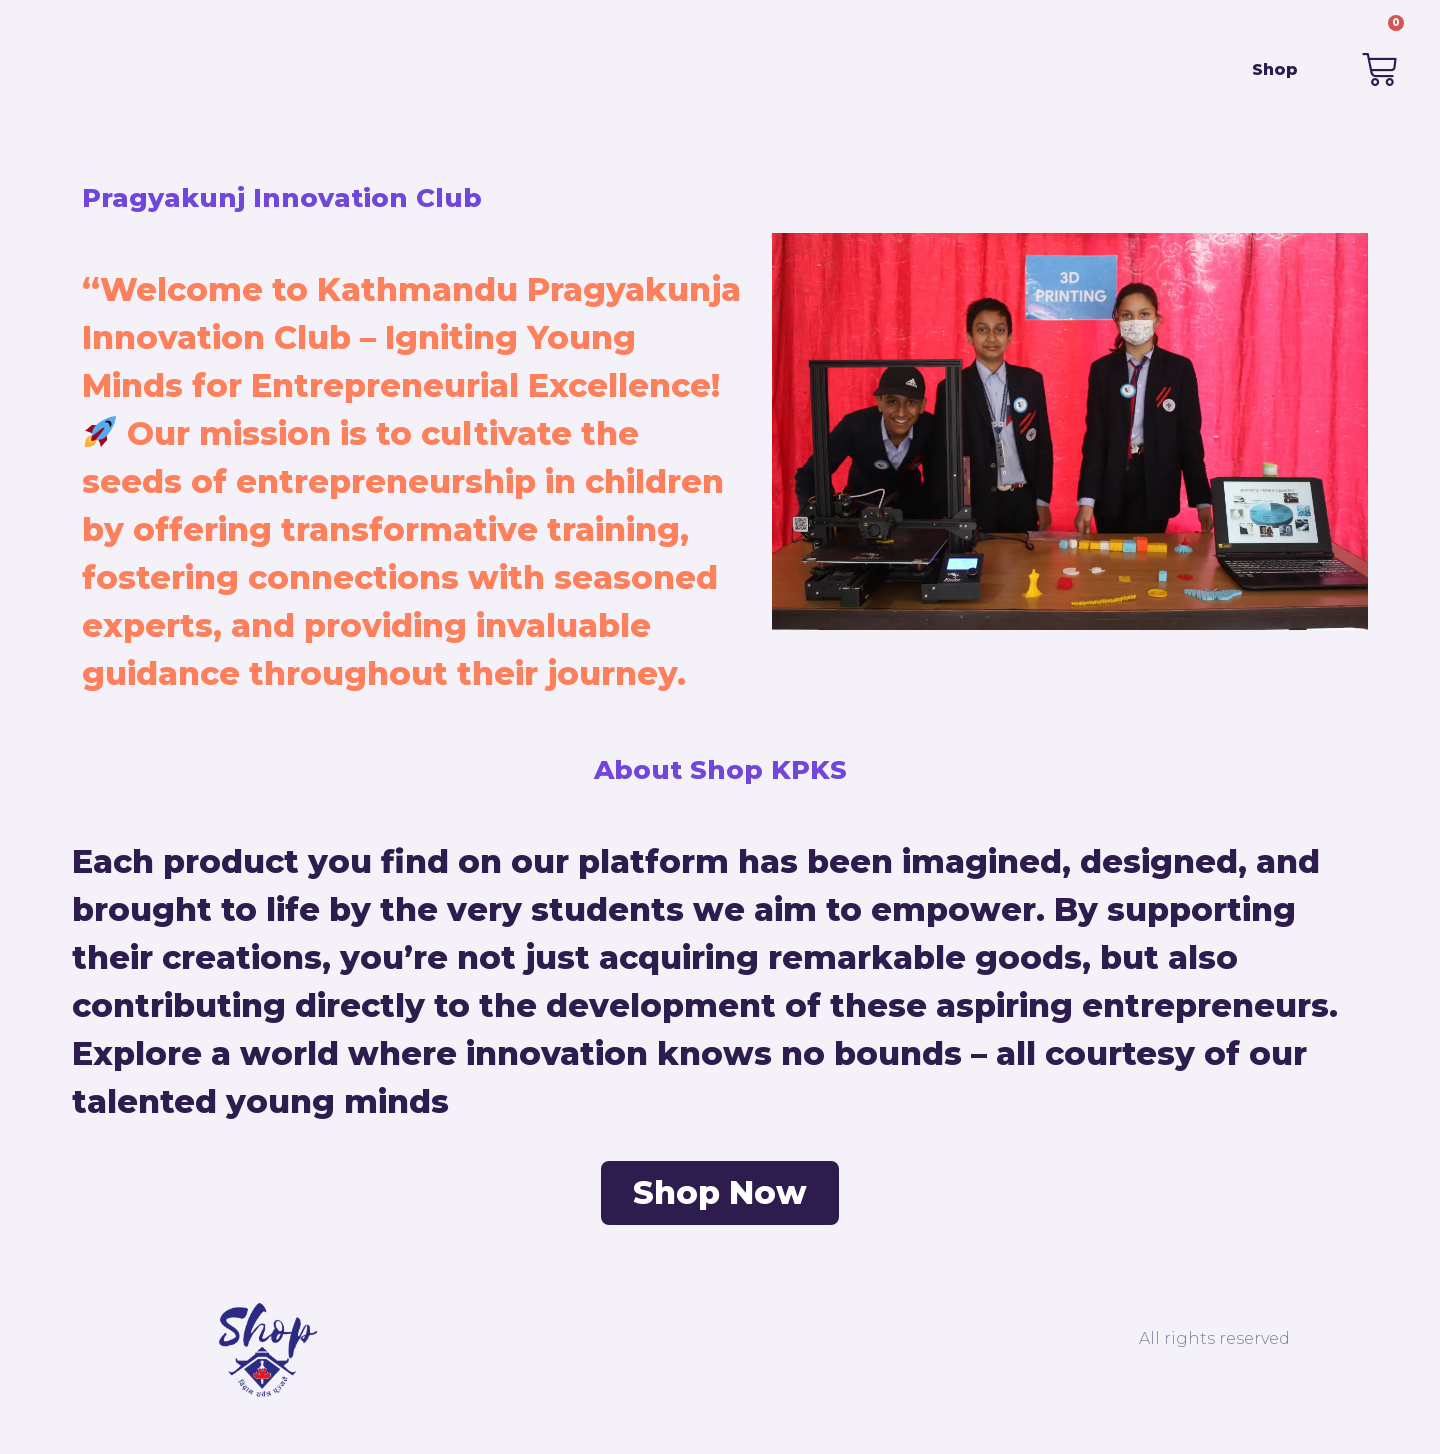 0
Shop
Pragyakunj Innovation Club
“Welcome to Kathmandu Pragyakunja
Innovation Club – Igniting Young
Minds for Entrepreneurial Excellence!
🚀 Our mission is to cultivate the
seeds of entrepreneurship in children
by offering transformative training,
fostering connections with seasoned
experts, and providing invaluable
guidance throughout their journey.
3D
PRINTING
About Shop KPKS
Each product you find on our platform has been imagined, designed, and
brought to life by the very students we aim to empower. By supporting
their creations, you’re not just acquiring remarkable goods, but also
contributing directly to the development of these aspiring entrepreneurs.
Explore a world where innovation knows no bounds – all courtesy of our
talented young minds
Shop Now
Shop
All rights reserved